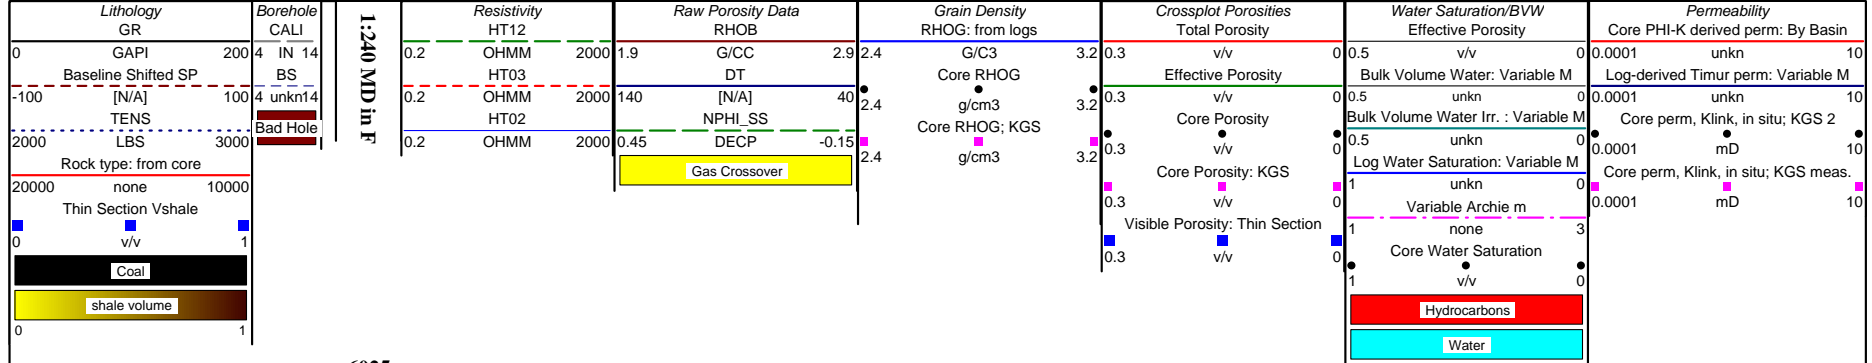 Lithology
GR
0 GAPI 200
Baseline Shifted SP
-100 [N/A] 100
TENS
2000 LBS 3000
Rock type: from core
20000 none 10000
Thin Section Vshale
0 v/v 1
Coal
shale volume
0 1
Borehole
CALI
4 IN 14
BS
4 unkn14
Bad Hole
1:240 MD in F
Resistivity
HT12
0.2 OHMM 2000
HT03
0.2 OHMM 2000
HT02
0.2 OHMM 2000
Raw Porosity Data
RHOB
1.9 G/CC 2.9
DT
140 [N/A] 40
NPHI_SS
0.45 DECP -0.15
Gas Crossover
Grain Density
RHOG: from logs
2.4 G/C3 3.2
Core RHOG
2.4 g/cm3 3.2
Core RHOG; KGS
2.4 g/cm3 3.2
Crossplot Porosities
Total Porosity
0.3 v/v 0
Effective Porosity
0.3 v/v 0
Core Porosity
0.3 v/v 0
Core Porosity: KGS
0.3 v/v 0
Visible Porosity: Thin Section
0.3 v/v 0
Water Saturation/BVW
Effective Porosity
0.5 v/v 0
Bulk Volume Water: Variable M
0.5 unkn 0
Bulk Volume Water Irr. : Variable M
0.5 unkn 0
Log Water Saturation: Variable M
1 unkn 0
Variable Archie m
1 none 3
Core Water Saturation
1 v/v 0
Hydrocarbons
Water
Permeability
Core PHI-K derived perm: By Basin
0.0001 unkn 10
Log-derived Timur perm: Variable M
0.0001 unkn 10
Core perm, Klink, in situ; KGS 2
0.0001 mD 10
Core perm, Klink, in situ; KGS meas.
0.0001 mD 10